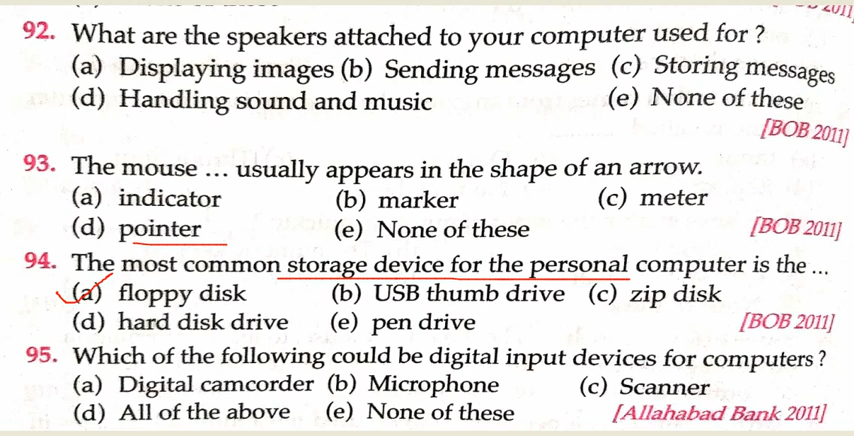 92. What are the speakers attached to your computer used for ?
(a) Displaying images (b) Sending messages (c) Storing messages
(d) Handling sound and music (e) None of these
[BOB 2011]
93. The mouse ... usually appears in the shape of an arrow.
(a) indicator (b) marker (c) meter
(d) pointer (e) None of these [BOB 2011]
94. The most common storage device for the personal computer is the ...
(a) floppy disk (b) USB thumb drive (c) zip disk
(d) hard disk drive (e) pen drive [BOB 2011]
95. Which of the following could be digital input devices for computers ?
(a) Digital camcorder (b) Microphone (c) Scanner
(d) All of the above (e) None of these [Allahabad Bank 2011]